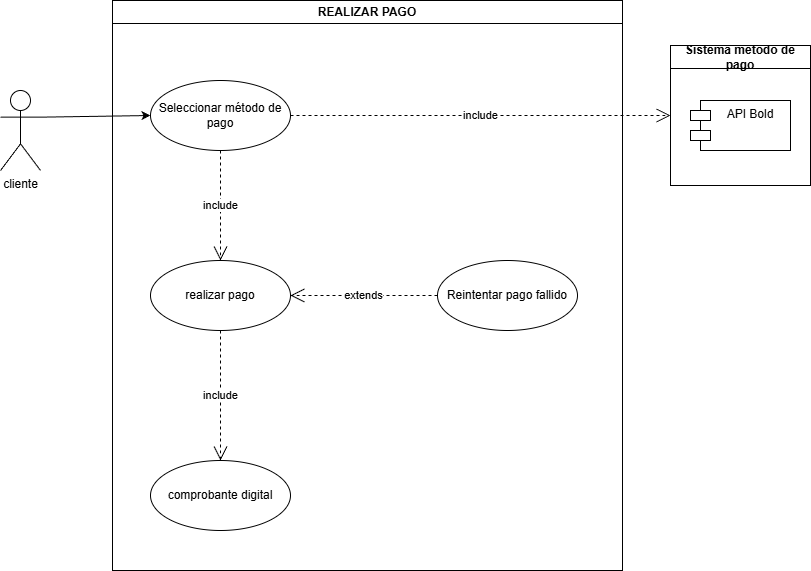 REALIZAR PAGO
Sistema metodo de
pago
Seleccionar método de
pago
include
API Bold
cliente
include
realizar pago
extends
Reintentar pago fallido
include
comprobante digital